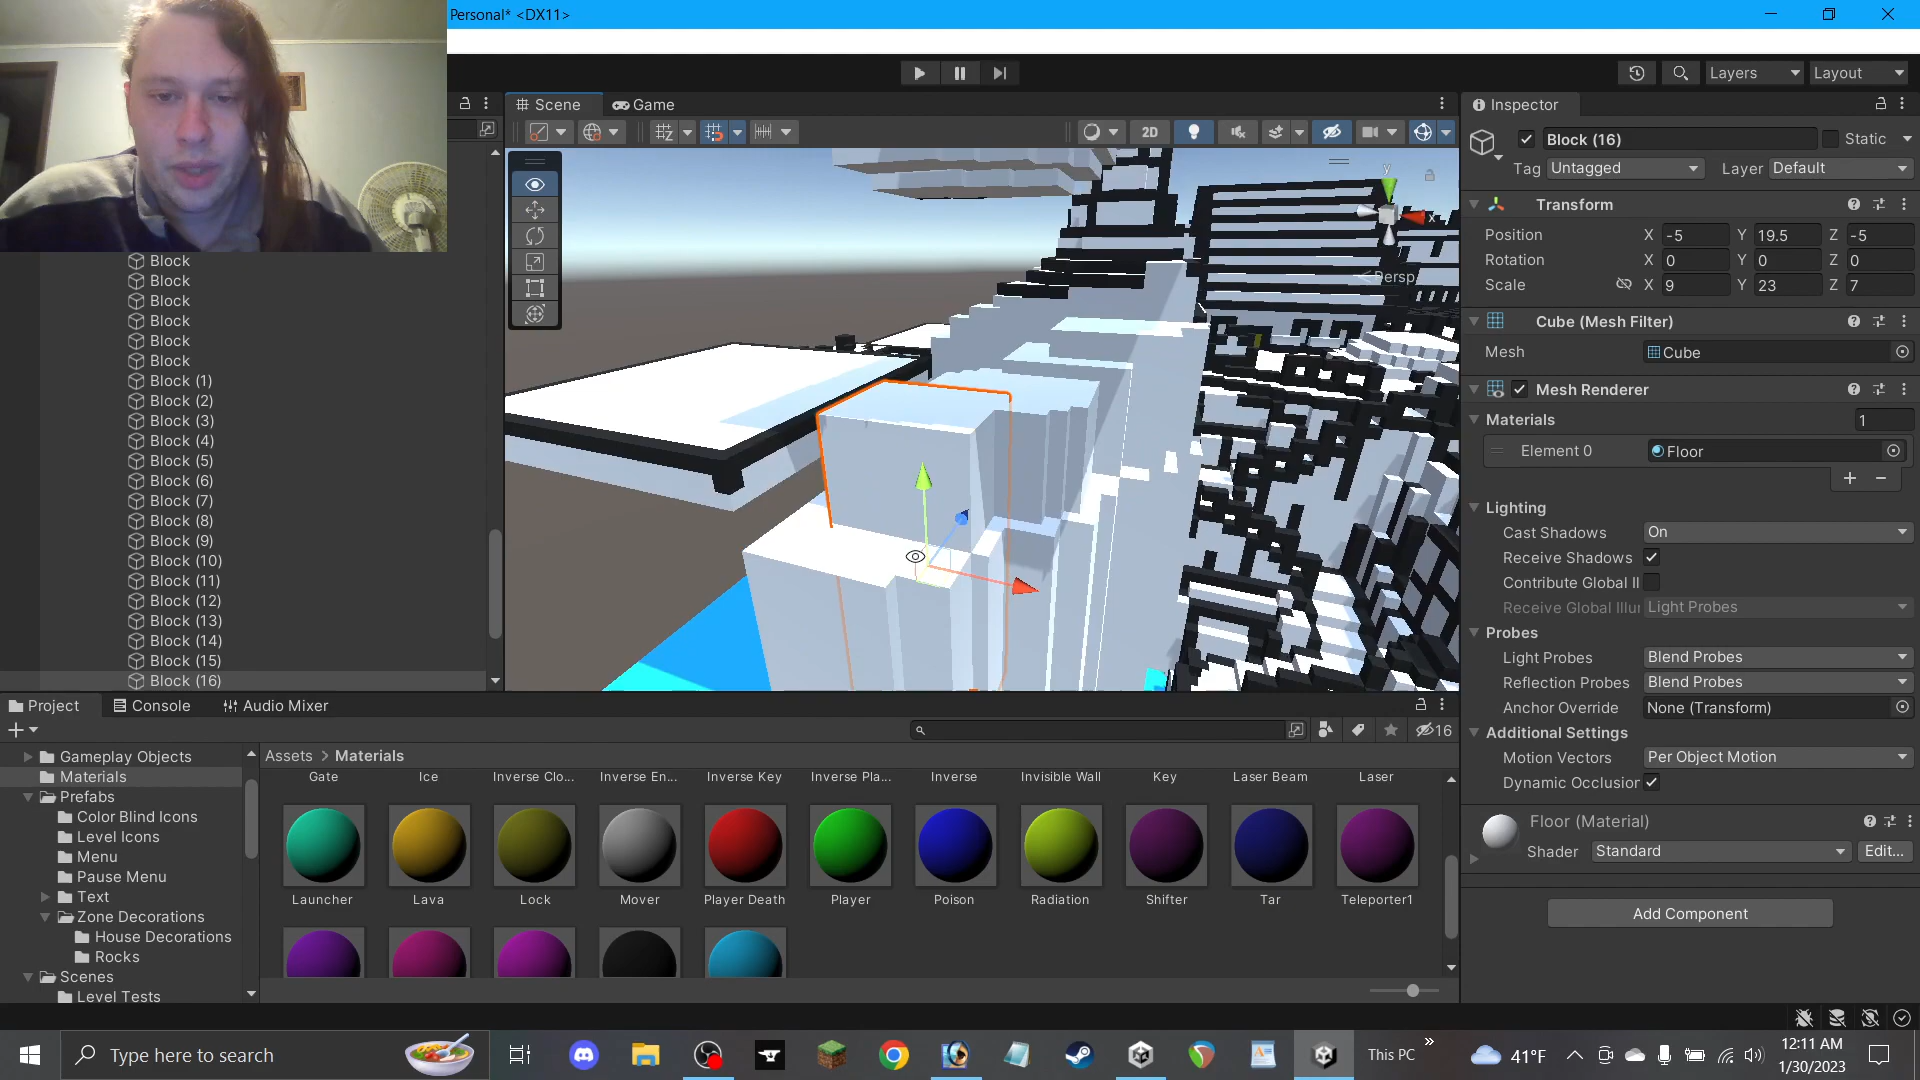 Personal* <DX11>
Layers
Layout
Scene
Game
Inspector
2D
Block (16)
Static
Tag
Untagged
Layer
Default
Transform
Position X -5 Y 19.5 Z -5
Rotation X 0 Y 0 Z 0
Scale X 9 Y 23 Z 7
y
x
Persp
Cube (Mesh Filter)
Mesh
Cube
Mesh Renderer
Materials
1
Element 0
Floor
Lighting
Cast Shadows
On
Receive Shadows
Contribute Global Il
Receive Global Illui
Light Probes
Probes
Light Probes
Blend Probes
Reflection Probes
Blend Probes
Anchor Override
None (Transform)
Additional Settings
Motion Vectors
Per Object Motion
Dynamic Occlusion
Floor (Material)
Shader
Standard
Edit...
Add Component
Block
Block
Block
Block
Block
Block
Block (1)
Block (2)
Block (3)
Block (4)
Block (5)
Block (6)
Block (7)
Block (8)
Block (9)
Block (10)
Block (11)
Block (12)
Block (13)
Block (14)
Block (15)
Block (16)
Project
Console
Audio Mixer
16
Gameplay Objects
Materials
Prefabs
Color Blind Icons
Level Icons
Menu
Pause Menu
Text
Zone Decorations
House Decorations
Rocks
Scenes
Level Tests
Assets > Materials
Gate
Ice
Inverse Clo...
Inverse En...
Inverse Key
Inverse Pla...
Inverse
Invisible Wall
Key
Laser Beam
Laser
Launcher
Lava
Lock
Mover
Player Death
Player
Poison
Radiation
Shifter
Tar
Teleporter1
Type here to search
This PC
41°F
12:11 AM
1/30/2023